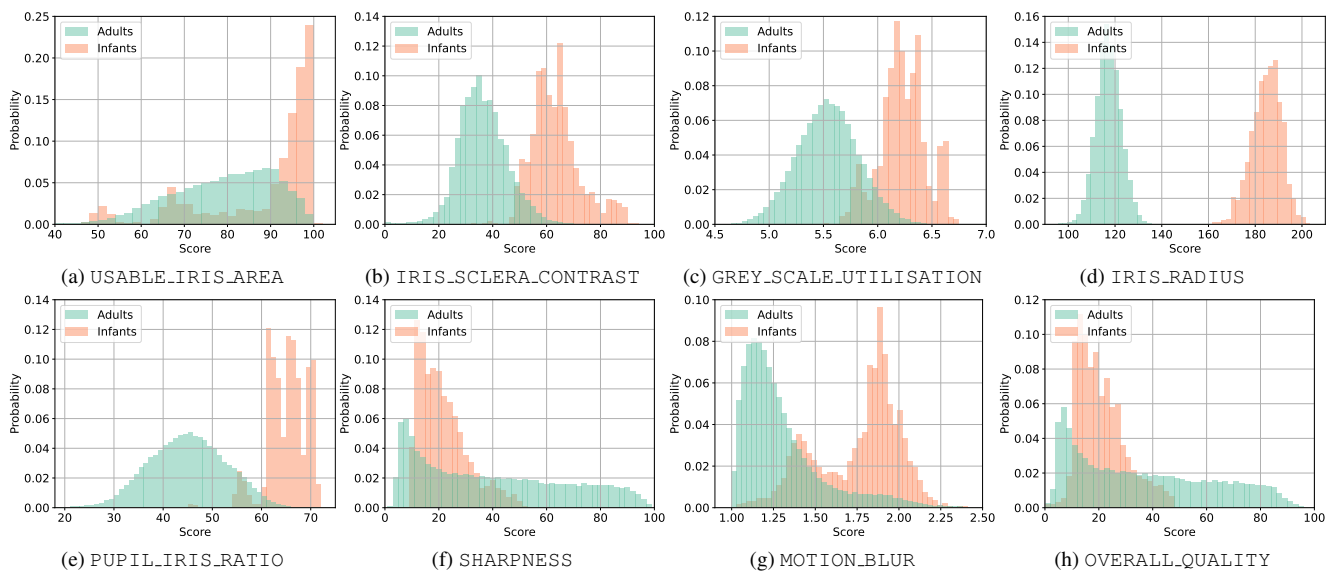 0.25
0.20
0.15
0.10
0.05
0.00
Probability
Adults
Infants
40 50 60 70 80 90 100
Score
(a) USABLE_IRIS_AREA
0.14
0.12
0.10
0.08
0.06
0.04
0.02
0.00
Probability
Adults
Infants
0 20 40 60 80 100
Score
(b) IRIS_SCLERA_CONTRAST
0.12
0.10
0.08
0.06
0.04
0.02
0.00
Probability
Adults
Infants
4.5 5.0 5.5 6.0 6.5 7.0
Score
(c) GREY_SCALE_UTILISATION
0.16
0.14
0.12
0.10
0.08
0.06
0.04
0.02
0.00
Probability
Adults
Infants
100 120 140 160 180 200
Score
(d) IRIS_RADIUS
0.14
0.12
0.10
0.08
0.06
0.04
0.02
0.00
Probability
Adults
Infants
20 30 40 50 60 70
Score
(e) PUPIL_IRIS_RATIO
0.14
0.12
0.10
0.08
0.06
0.04
0.02
0.00
Probability
Adults
Infants
0 20 40 60 80 100
Score
(f) SHARPNESS
0.10
0.08
0.06
0.04
0.02
0.00
Probability
Adults
Infants
1.00 1.25 1.50 1.75 2.00 2.25 2.50
Score
(g) MOTION_BLUR
0.12
0.10
0.08
0.06
0.04
0.02
0.00
Probability
Adults
Infants
0 20 40 60 80 100
Score
(h) OVERALL_QUALITY